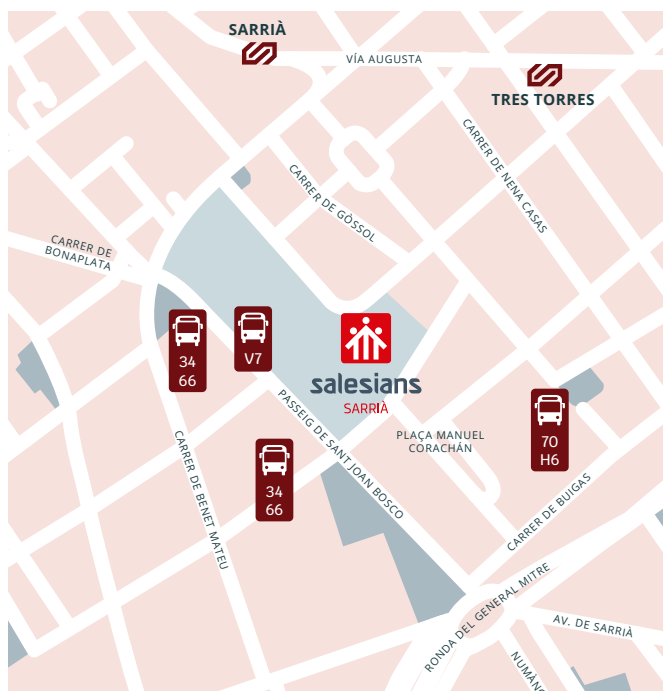 SARRIÀ
VÍA AUGUSTA
TRES TORRES
CARRER DE NENA CASAS
CARRER DE GÓSSOL
CARRER DE
BONAPLATA
34
66
V7
salesians
SARRIÀ
PASSEIG DE SANT JOAN BOSCO
PLAÇA MANUEL
CORACHÁN
70
H6
CARRER DE BENET MATEU
34
66
CARRER DE BUIGAS
RONDA DEL GENERAL MITRE
AV. DE SARRIÀ